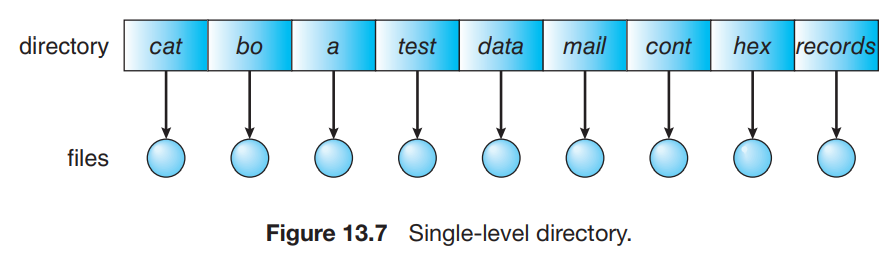 directory cat bo a test data mail cont hex records
files
Figure 13.7 Single-level directory.